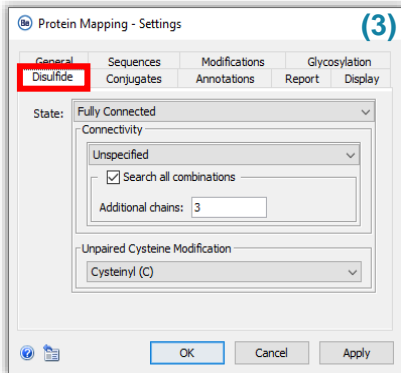 Protein Mapping - Settings
(3)
General Sequences Modifications Glycosylation
Disulfide Conjugates Annotations Report Display
State: Fully Connected
Connectivity
Unspecified
Search all combinations
Additional chains: 3
Unpaired Cysteine Modification
Cysteinyl (C)
OK Cancel Apply